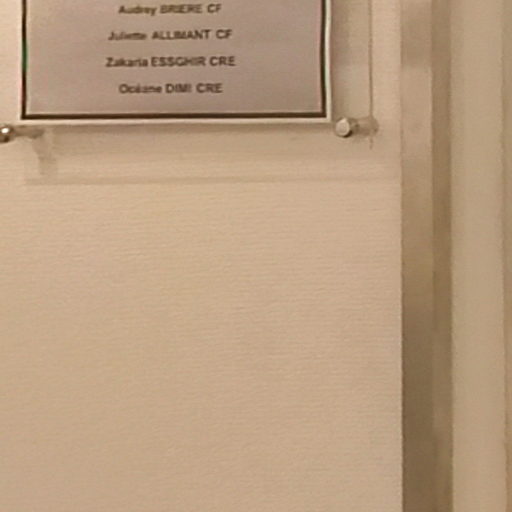 Audrey BRIERE CF
Juliette ALLIMANT CF
Zakaria ESSGHIR CRE
Océane DIMI CRE